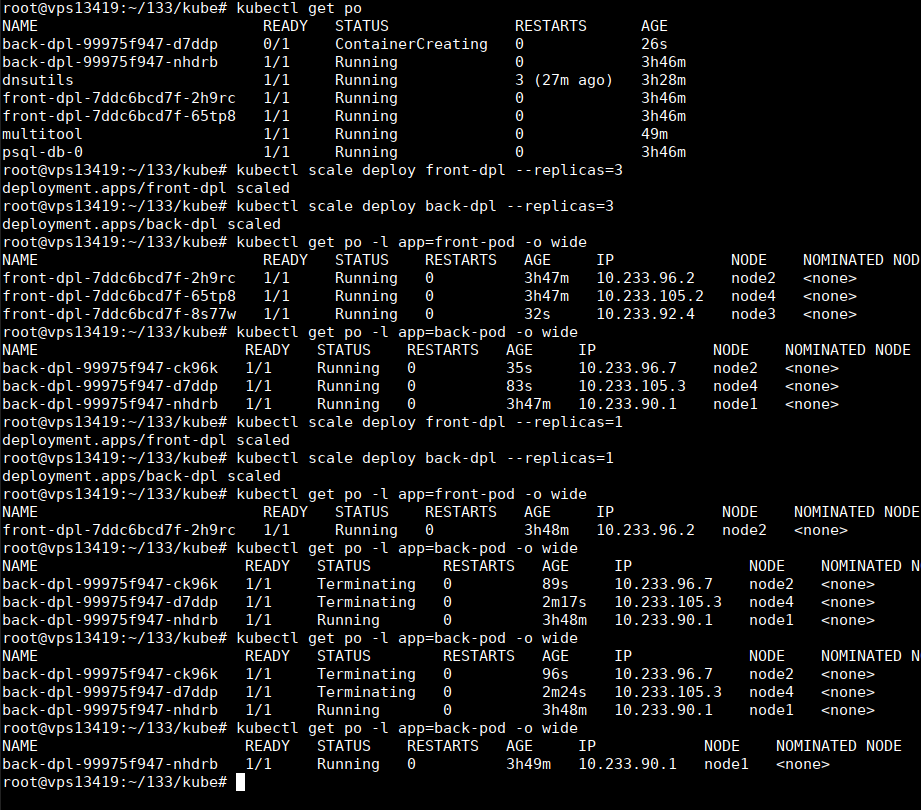 root@vps13419:~/133/kube# kubectl get po
NAME                         READY   STATUS              RESTARTS      AGE
back-dpl-99975f947-d7ddp     0/1     ContainerCreating   0             26s
back-dpl-99975f947-nhdrb     1/1     Running             0             3h46m
dnsutils                     1/1     Running             3 (27m ago)   3h28m
front-dpl-7ddc6bcd7f-2h9rc   1/1     Running             0             3h46m
front-dpl-7ddc6bcd7f-65tp8   1/1     Running             0             3h46m
multitool                    1/1     Running             0             49m
psql-db-0                    1/1     Running             0             3h46m
root@vps13419:~/133/kube# kubectl scale deploy front-dpl --replicas=3
deployment.apps/front-dpl scaled
root@vps13419:~/133/kube# kubectl scale deploy back-dpl --replicas=3
deployment.apps/back-dpl scaled
root@vps13419:~/133/kube# kubectl get po -l app=front-pod -o wide
NAME                         READY   STATUS    RESTARTS   AGE     IP             NODE    NOMINATED NOD
front-dpl-7ddc6bcd7f-2h9rc   1/1     Running   0          3h47m   10.233.96.2    node2   <none>
front-dpl-7ddc6bcd7f-65tp8   1/1     Running   0          3h47m   10.233.105.2   node4   <none>
front-dpl-7ddc6bcd7f-8s77w   1/1     Running   0          32s     10.233.92.4    node3   <none>
root@vps13419:~/133/kube# kubectl get po -l app=back-pod -o wide
NAME                       READY   STATUS    RESTARTS   AGE     IP             NODE    NOMINATED NODE
back-dpl-99975f947-ck96k   1/1     Running   0          35s     10.233.96.7    node2   <none>
back-dpl-99975f947-d7ddp   1/1     Running   0          83s     10.233.105.3   node4   <none>
back-dpl-99975f947-nhdrb   1/1     Running   0          3h47m   10.233.90.1    node1   <none>
root@vps13419:~/133/kube# kubectl scale deploy front-dpl --replicas=1
deployment.apps/front-dpl scaled
root@vps13419:~/133/kube# kubectl scale deploy back-dpl --replicas=1
deployment.apps/back-dpl scaled
root@vps13419:~/133/kube# kubectl get po -l app=front-pod -o wide
NAME                         READY   STATUS    RESTARTS   AGE     IP            NODE    NOMINATED NODE
front-dpl-7ddc6bcd7f-2h9rc   1/1     Running   0          3h48m   10.233.96.2   node2   <none>
root@vps13419:~/133/kube# kubectl get po -l app=back-pod -o wide
NAME                       READY   STATUS        RESTARTS   AGE     IP             NODE    NOMINATED N
back-dpl-99975f947-ck96k   1/1     Terminating   0          89s     10.233.96.7    node2   <none>
back-dpl-99975f947-d7ddp   1/1     Terminating   0          2m17s   10.233.105.3   node4   <none>
back-dpl-99975f947-nhdrb   1/1     Running       0          3h48m   10.233.90.1    node1   <none>
root@vps13419:~/133/kube# kubectl get po -l app=back-pod -o wide
NAME                       READY   STATUS        RESTARTS   AGE     IP             NODE    NOMINATED N
back-dpl-99975f947-ck96k   1/1     Terminating   0          96s     10.233.96.7    node2   <none>
back-dpl-99975f947-d7ddp   1/1     Terminating   0          2m24s   10.233.105.3   node4   <none>
back-dpl-99975f947-nhdrb   1/1     Running       0          3h48m   10.233.90.1    node1   <none>
root@vps13419:~/133/kube# kubectl get po -l app=back-pod -o wide
NAME                       READY   STATUS    RESTARTS   AGE     IP            NODE    NOMINATED NODE
back-dpl-99975f947-nhdrb   1/1     Running   0          3h49m   10.233.90.1   node1   <none>
root@vps13419:~/133/kube#